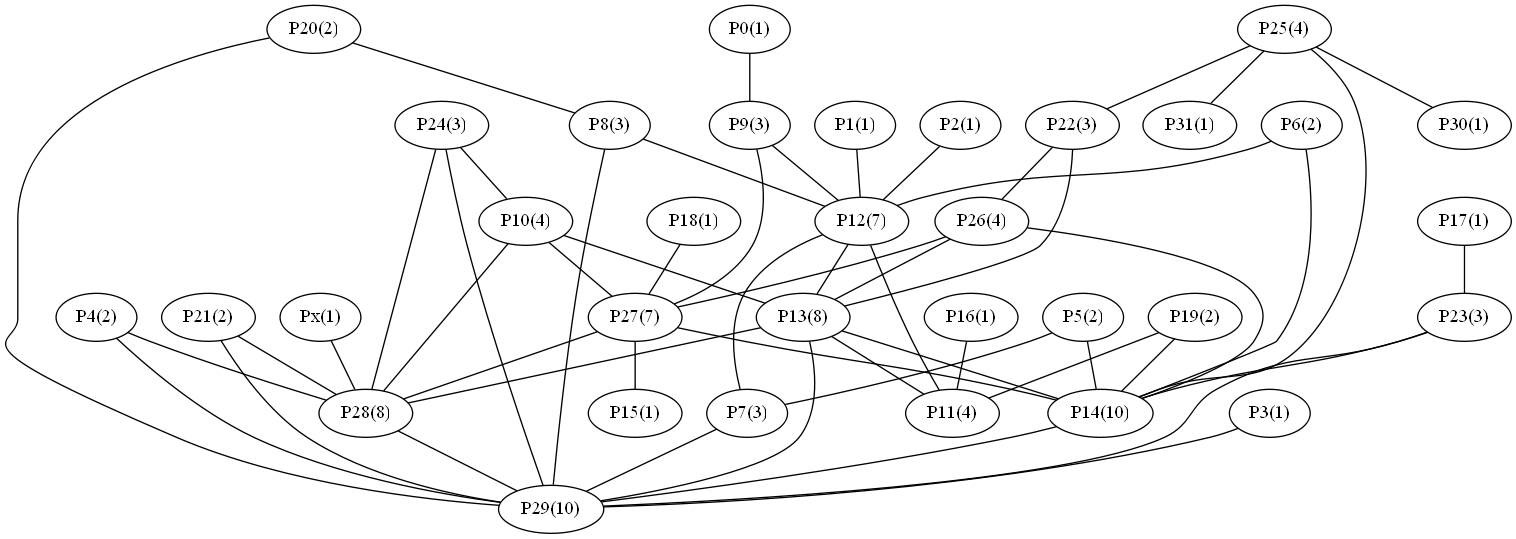 P20(2)
P0(1)
P25(4)
P24(3)
P8(3)
P9(3)
P1(1)
P2(1)
P22(3)
P31(1)
P6(2)
P30(1)
P10(4)
P18(1)
P12(7)
P26(4)
P17(1)
P4(2)
P21(2)
Px(1)
P27(7)
P13(8)
P16(1)
P5(2)
P19(2)
P23(3)
P28(8)
P15(1)
P7(3)
P11(4)
P14(10)
P3(1)
P29(10)